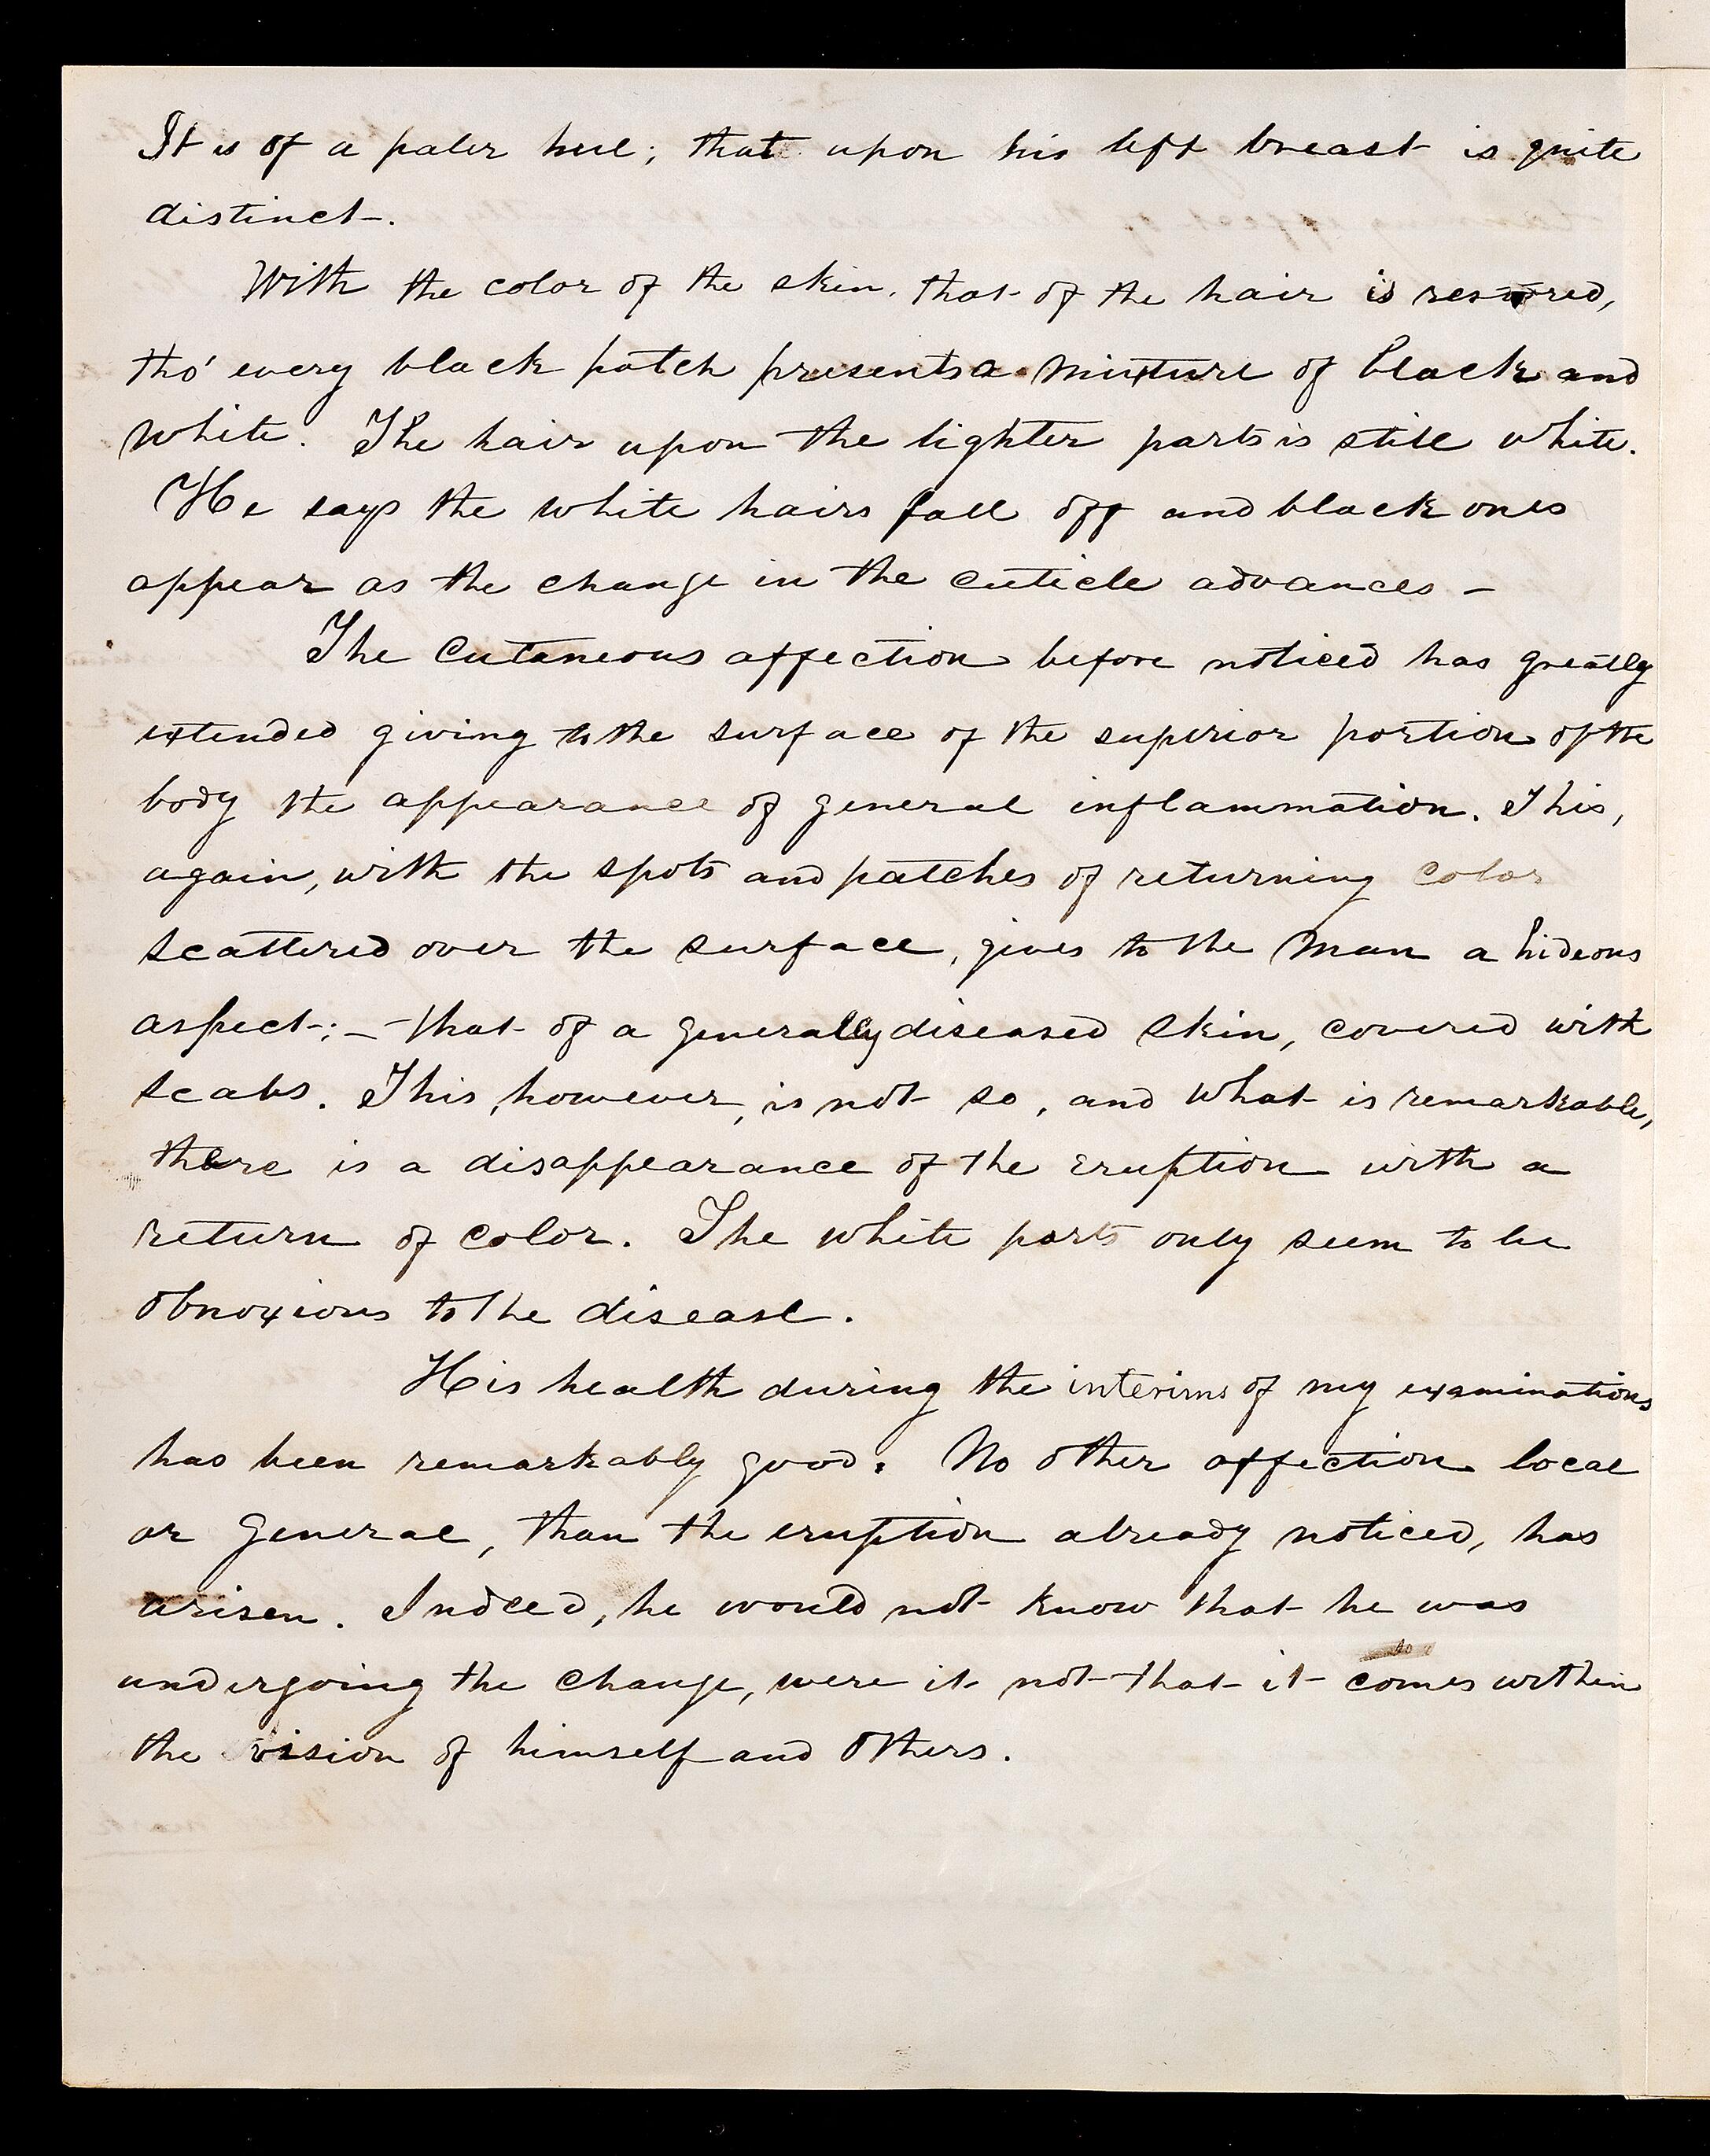 It is of a paler hue; that upon his left breast is quite
distinct.
With the color of the skin, that of the hair is restored,
tho' every black patch presents a mixture of black and
white. The hair upon the lighter parts is still white.
He says the white hairs fall off and black ones
appear as the change in the cuticle advances –
The Cutaneous affection before noticed has greatly
extended giving to the surface of the superior portion of the
body the appearance of general inflammation. This,
again, with the spots and patches of returning color
scattered over the surface, gives to the man a hideous
aspect; – that of a generally diseased skin, covered with
scabs. This, however, is not so, and what is remarkable,
there is a disappearance of the eruption with a
return of color. The white parts only seem to be
obnoxious to the disease.
His health during the interims of my examinations
has been remarkably good. No other affection local
or general, than the eruption already noticed, has
arisen. Indeed, he would not know that he was
undergoing the change, were it not that it comes within
the vision of himself and others.